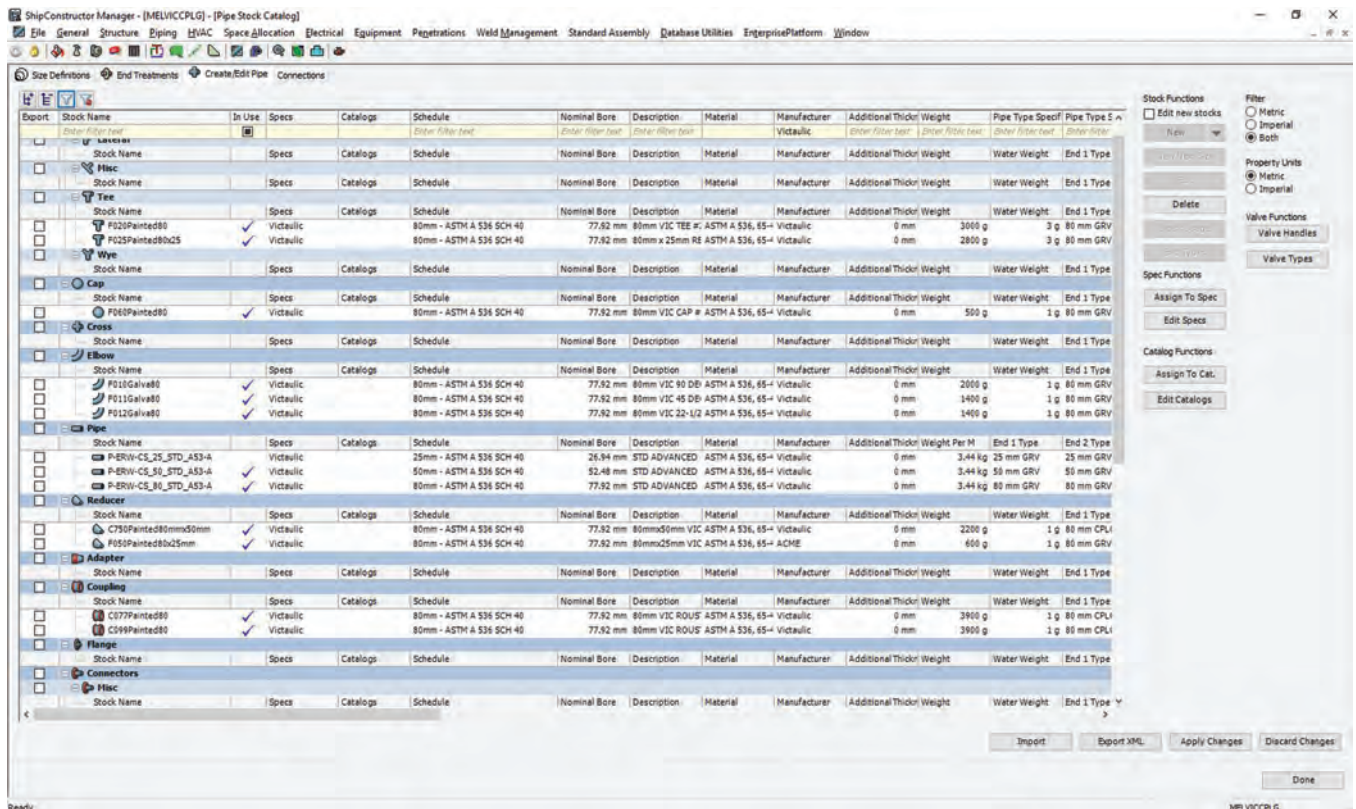 ShipConstructor Manager - [MELVICCPLG] - [Pipe Stock Catalog]
File General Structure Piping HVAC Space Allocation Electrical Equipment Penetrations Weld Management Standard Assembly Database Utilities EnterprisePlatform Window
Size Definitions End Treatments Create/Edit Pipe Connections
Export Stock Name In Use Specs Catalogs Schedule Nominal Bore Description Material Manufacturer Additional Weight Pipe Type Specif Pipe Type S
Enter filter text Enter filter text Enter filter text Enter filter text Victaulic Enter filter text Enter filter text Enter filter text Enter filter
Lateral
Stock Name Specs Catalogs Schedule Nominal Bore Description Material Manufacturer Additional Thickn Weight Water Weight End 1 Type
Misc
Stock Name Specs Catalogs Schedule Nominal Bore Description Material Manufacturer Additional Thickn Weight Water Weight End 1 Type
Tee
Stock Name Specs Catalogs Schedule Nominal Bore Description Material Manufacturer Additional Thickn Weight Water Weight End 1 Type
F020Painted80 Victaulic 80mm - ASTM A 536 SCH 40 77.92 mm 80mm VIC TEE #: ASTM A 536, 65-4 Victaulic 0 mm 3000 g 3 g 80 mm GRV
F025Painted80x25 Victaulic 80mm - ASTM A 536 SCH 40 77.92 mm 80mm x 25mm RE ASTM A 536, 65-4 Victaulic 0 mm 2800 g 3 g 80 mm GRV
Wye
Stock Name Specs Catalogs Schedule Nominal Bore Description Material Manufacturer Additional Thickn Weight Water Weight End 1 Type
Cap
Stock Name Specs Catalogs Schedule Nominal Bore Description Material Manufacturer Additional Thickn Weight Water Weight End 1 Type
F060Painted80 Victaulic 80mm - ASTM A 536 SCH 40 77.92 mm 80mm VIC CAP # ASTM A 536, 65-4 Victaulic 0 mm 500 g 1 g 80 mm GRV
Cross
Stock Name Specs Catalogs Schedule Nominal Bore Description Material Manufacturer Additional Thickn Weight Water Weight End 1 Type
Elbow
Stock Name Specs Catalogs Schedule Nominal Bore Description Material Manufacturer Additional Thickn Weight Water Weight End 1 Type
F010Galva80 Victaulic 80mm - ASTM A 536 SCH 40 77.92 mm 80mm VIC 90 DE ASTM A 536, 65-4 Victaulic 0 mm 2000 g 1 g 80 mm GRV
F011Galva80 Victaulic 80mm - ASTM A 536 SCH 40 77.92 mm 80mm VIC 45 DE ASTM A 536, 65-4 Victaulic 0 mm 1400 g 1 g 80 mm GRV
F012Galva80 Victaulic 80mm - ASTM A 536 SCH 40 77.92 mm 80mm VIC 22-1/2 ASTM A 536, 65-4 Victaulic 0 mm 1400 g 1 g 80 mm GRV
Pipe
Stock Name Specs Catalogs Schedule Nominal Bore Description Material Manufacturer Additional Thickn Weight Per M End 1 Type End 2 Type
P-ERW-CS_25_STD_A53-A Victaulic 25mm - ASTM A 536 SCH 40 26.94 mm STD ADVANCED ASTM A 536, 65-4 Victaulic 0 mm 3.44 kg 25 mm GRV 25 mm GRV
P-ERW-CS_50_STD_A53-A Victaulic 50mm - ASTM A 536 SCH 40 52.48 mm STD ADVANCED ASTM A 536, 65-4 Victaulic 0 mm 3.44 kg 50 mm GRV 50 mm GRV
P-ERW-CS_80_STD_A53-A Victaulic 80mm - ASTM A 536 SCH 40 77.92 mm STD ADVANCED ASTM A 536, 65-4 Victaulic 0 mm 3.44 kg 80 mm GRV 80 mm GRV
Reducer
Stock Name Specs Catalogs Schedule Nominal Bore Description Material Manufacturer Additional Thickn Weight Water Weight End 1 Type
C750Painted80mmx50mm Victaulic 80mm - ASTM A 536 SCH 40 77.92 mm 80mmx50mm VIC ASTM A 536, 65-4 Victaulic 0 mm 2200 g 1 g 80 mm CPL
F050Painted80x25mm Victaulic 80mm - ASTM A 536 SCH 40 77.92 mm 80mmx25mm VIC ASTM A 536, 65-4 ACME 0 mm 600 g 1 g 80 mm GRV
Adapter
Stock Name Specs Catalogs Schedule Nominal Bore Description Material Manufacturer Additional Thickn Weight Water Weight End 1 Type
Coupling
Stock Name Specs Catalogs Schedule Nominal Bore Description Material Manufacturer Additional Thickn Weight Water Weight End 1 Type
C077Painted80 Victaulic 80mm - ASTM A 536 SCH 40 77.92 mm 80mm VIC ROUS ASTM A 536, 65-4 Victaulic 0 mm 3900 g 1 g 80 mm CPL
C099Painted80 Victaulic 80mm - ASTM A 536 SCH 40 77.92 mm 80mm VIC ROUS ASTM A 536, 65-4 Victaulic 0 mm 3900 g 1 g 80 mm CPL
Flange
Stock Name Specs Catalogs Schedule Nominal Bore Description Material Manufacturer Additional Thickn Weight Water Weight End 1 Type
Connectors
Misc
Stock Name Specs Catalogs Schedule Nominal Bore Description Material Manufacturer Additional Thickn Weight Water Weight End 1 Type
Stock Functions
Edit new stocks
New
Delete
Spec Functions
Assign To Spec
Edit Specs
Catalog Functions
Assign To Cat.
Edit Catalogs
Filter
Metric
Imperial
Both
Property Units
Metric
Imperial
Valve Functions
Valve Handles
Valve Types
Import Export XML Apply Changes Discard Changes
Done
Ready MELVICCPLG